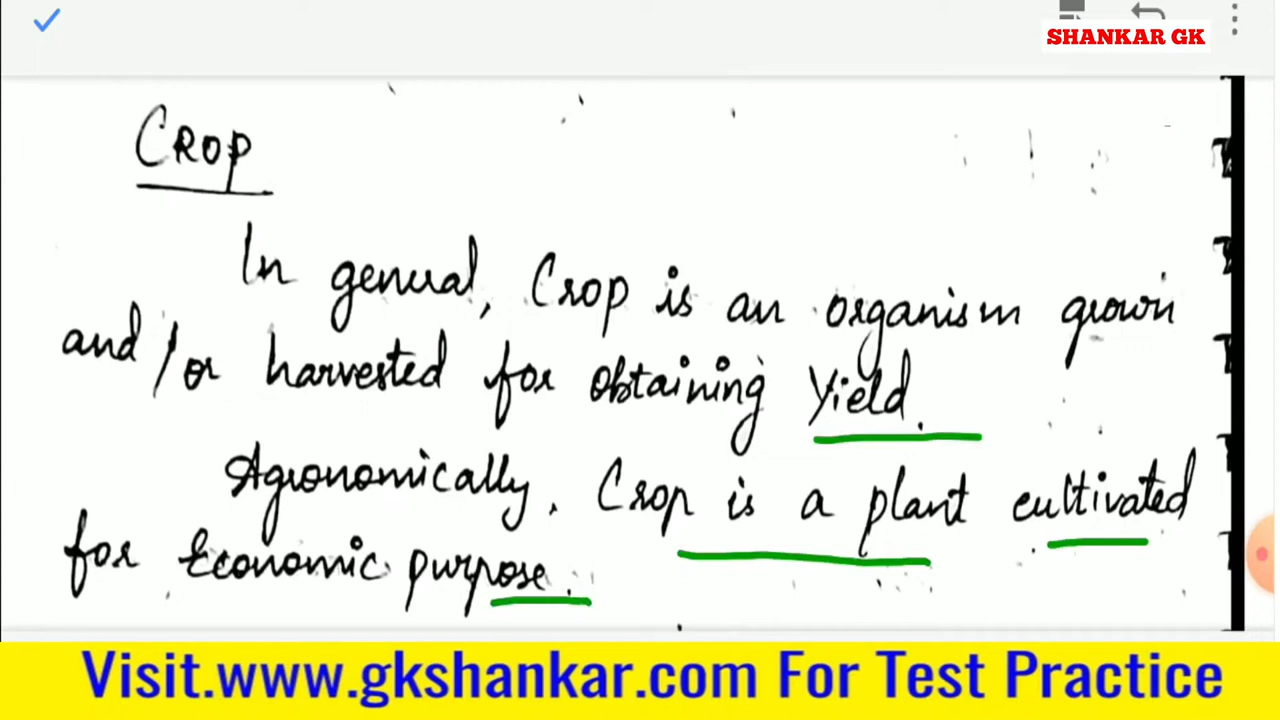 SHANKAR GK
CROP
In general, Crop is an organism grown
and/or harvested for obtaining Yield.
Agronomically, Crop is a plant cultivated
for Economic purpose.
Visit.www.gkshankar.com For Test Practice